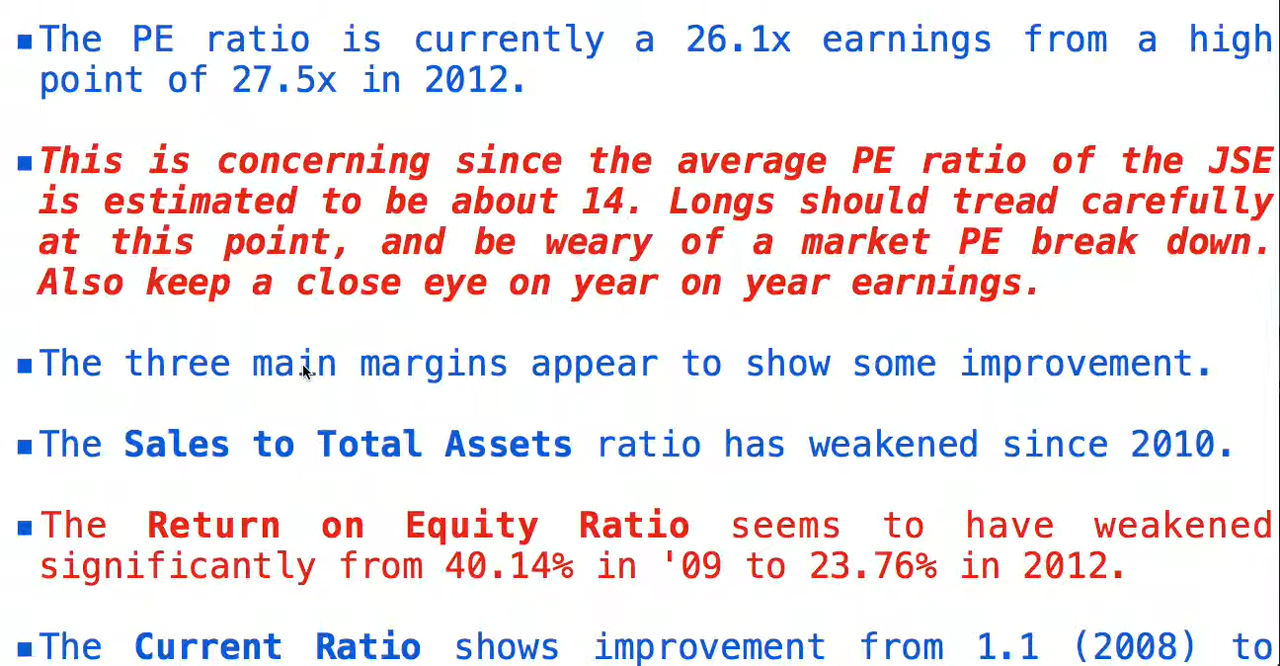 ▪The PE ratio is currently a 26.1x earnings from a high
point of 27.5x in 2012.
▪This is concerning since the average PE ratio of the JSE
is estimated to be about 14. Longs should tread carefully
at this point, and be weary of a market PE break down.
Also keep a close eye on year on year earnings.
▪The three main margins appear to show some improvement.
▪The Sales to Total Assets ratio has weakened since 2010.
▪The Return on Equity Ratio seems to have weakened
significantly from 40.14% in '09 to 23.76% in 2012.
▪The Current Ratio shows improvement from 1.1 (2008) to